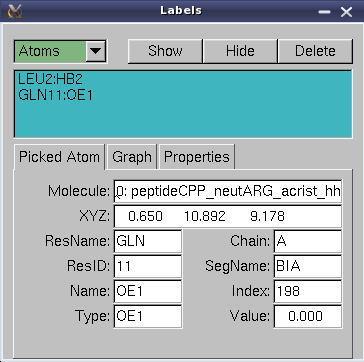 Labels
Atoms Show Hide Delete
LEU2:HB2
GLN11:OE1
Picked Atom Graph Properties
Molecule: 0: peptideCPP_neutARG_acrist_hh
XYZ: 0.650 10.892 9.178
ResName: GLN Chain: A
ResID: 11 SegName: BIA
Name: OE1 Index: 198
Type: OE1 Value: 0.000